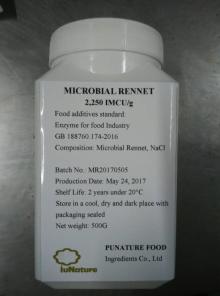 MICROBIAL RENNET
2,250 IMCU/g
Food additives standard
Enzyme for food Industry
GB 188760.174-2016
Composition: Microbial Rennet, NaCl
Batch No.: MR20170505
Production Date: May 24, 2017
Shelf Life: 2 years under 20°C
Store in a cool, dry and dark place with
packaging sealed
Net weight: 500G
PUNATURE FOOD
Ingredients Co., Ltd
luNature